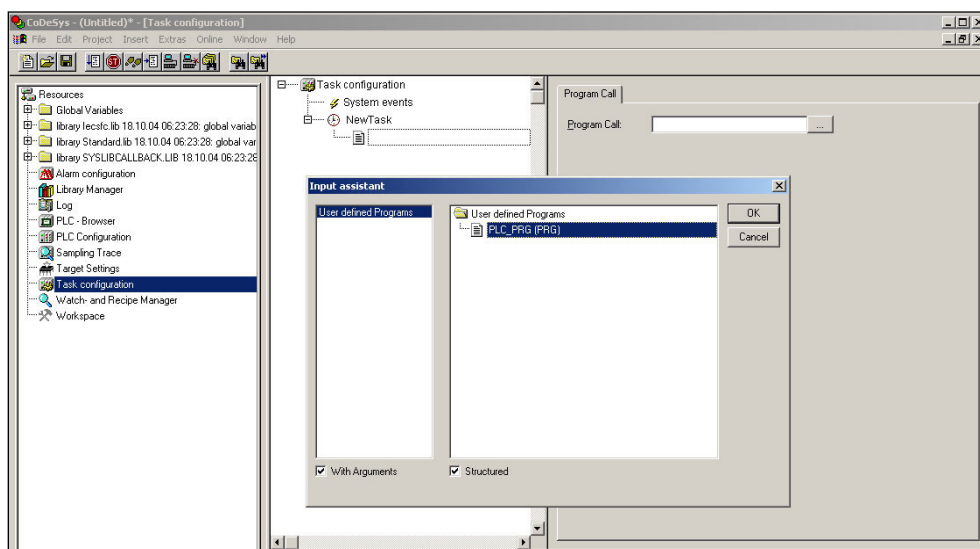 CoDeSys - (Untitled)* - [Task configuration]
File Edit Project Insert Extras Online Window Help
Resources
Global Variables
library Iecsfc.lib 18.10.04 06:23:28: global variab
library Standard.lib 18.10.04 06:23:28: global var
library SYSLIBCALLBACK.LIB 18.10.04 06:23:28
Alarm configuration
Library Manager
Log
PLC - Browser
PLC Configuration
Sampling Trace
Target Settings
Task configuration
Watch- and Recipe Manager
Workspace
Task configuration
System events
NewTask
Program Call
Program Call:
...
Input assistant
User defined Programs
User defined Programs
PLC_PRG (PRG)
OK
Cancel
With Arguments
Structured